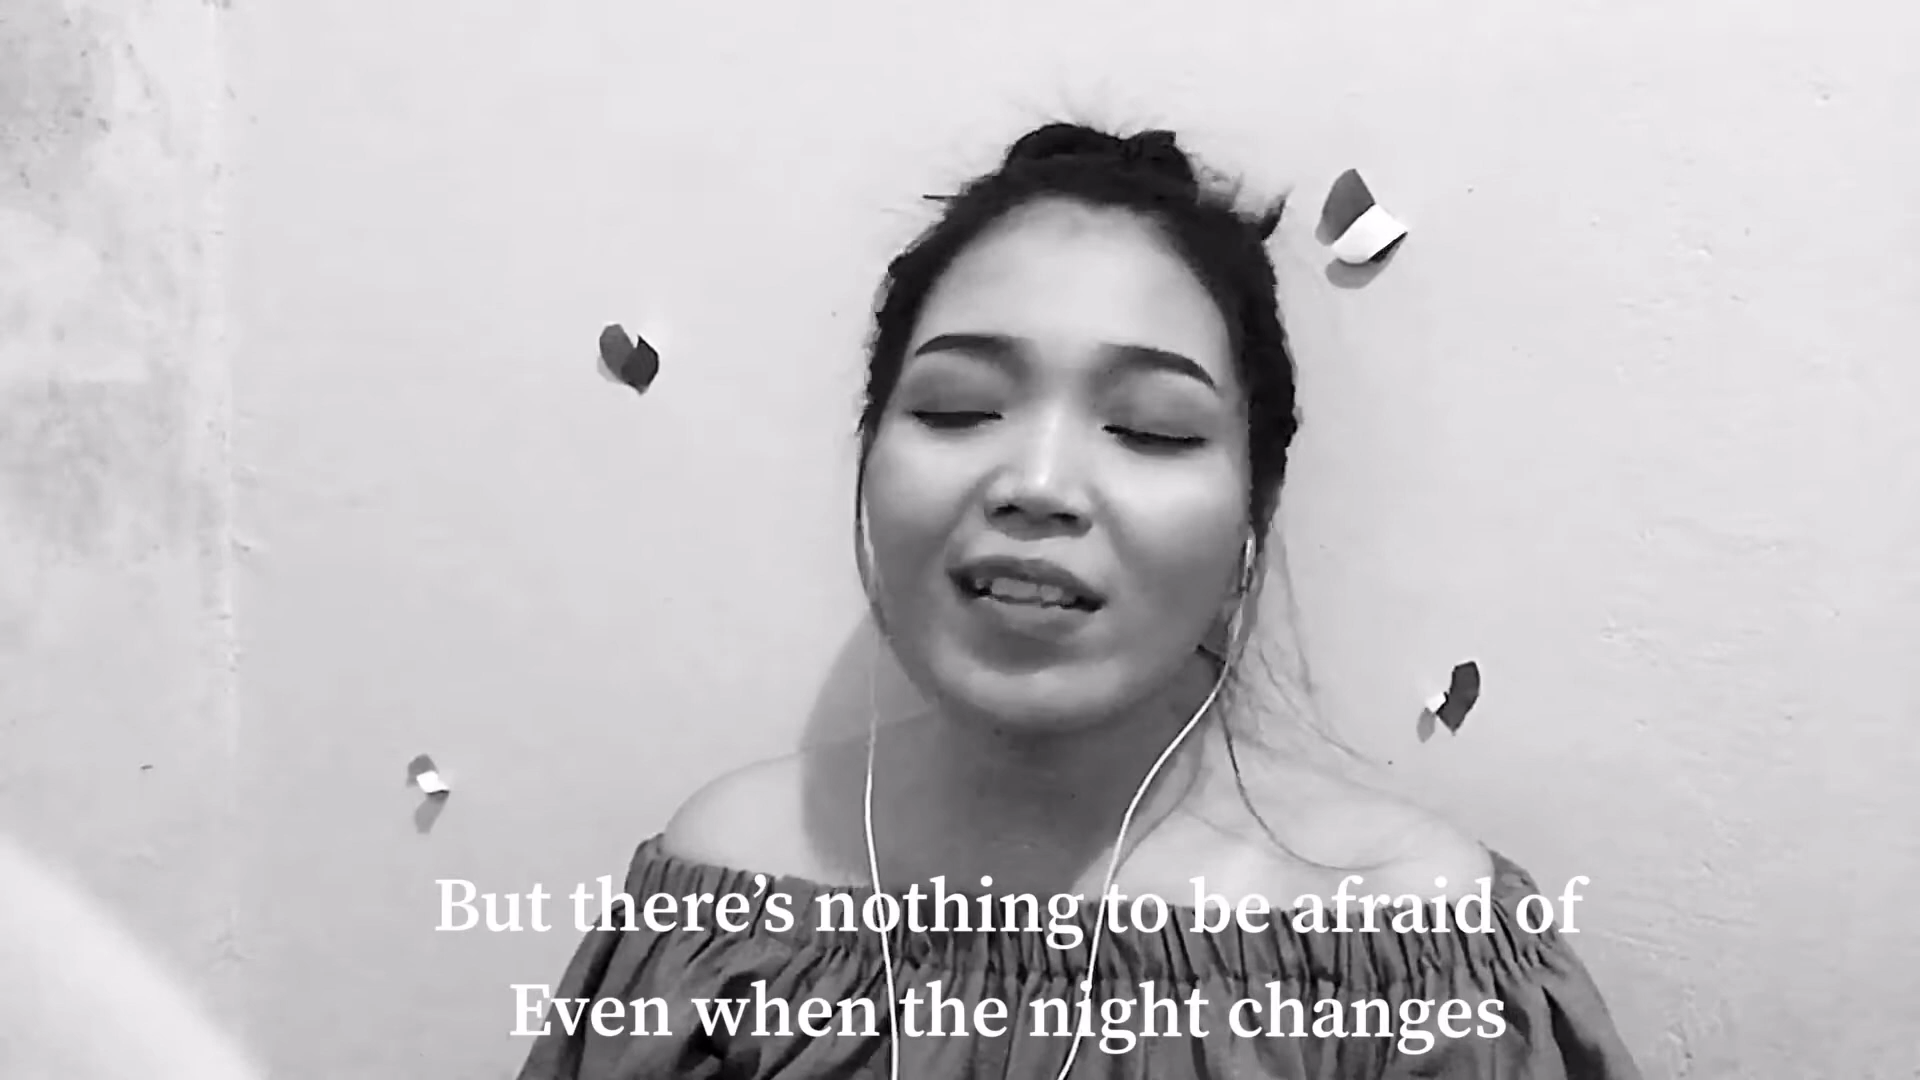 But there’s nothing to be afraid of
Even when the night changes